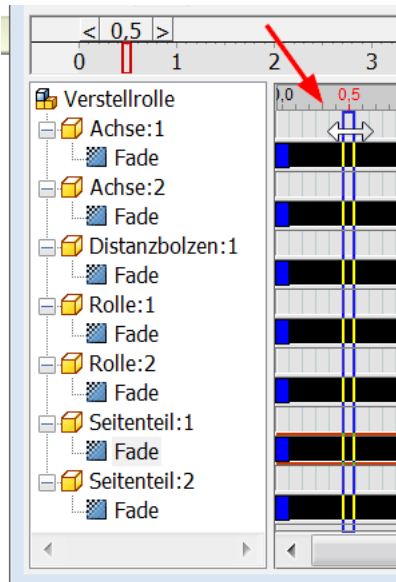 < 0,5 >
0 1 2 3
Verstellrolle
),0 0,5
Achse:1
Fade
Achse:2
Fade
Distanzbolzen:1
Fade
Rolle:1
Fade
Rolle:2
Fade
Seitenteil:1
Fade
Seitenteil:2
Fade